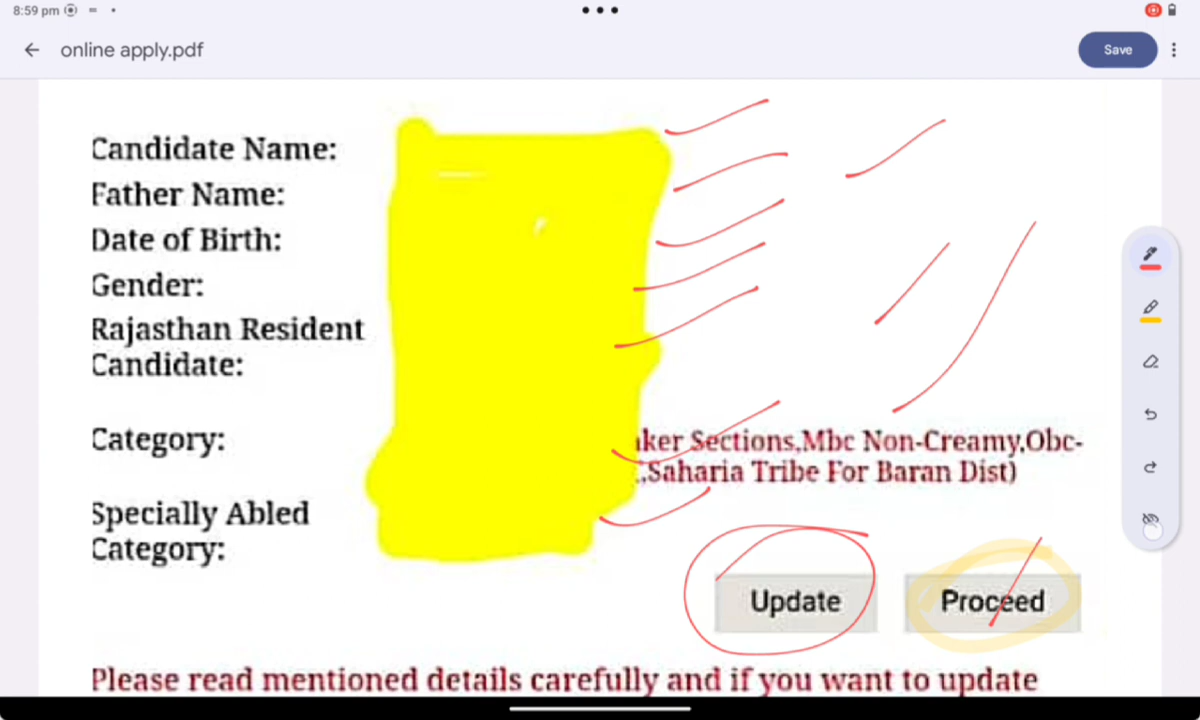 8:59 pm
online apply.pdf
Save
Candidate Name:
Father Name:
Date of Birth:
Gender:
Rajasthan Resident
Candidate:
Category:
ker Sections,Mbc Non-Creamy,Obc-
,Saharia Tribe For Baran Dist)
Specially Abled
Category:
Update
Proceed
Please read mentioned details carefully and if you want to update